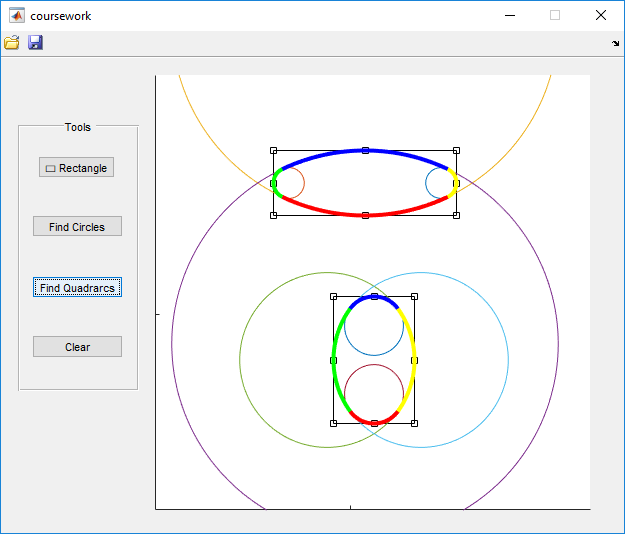 coursework
Tools
Rectangle
Find Circles
Find Quadrarcs
Clear